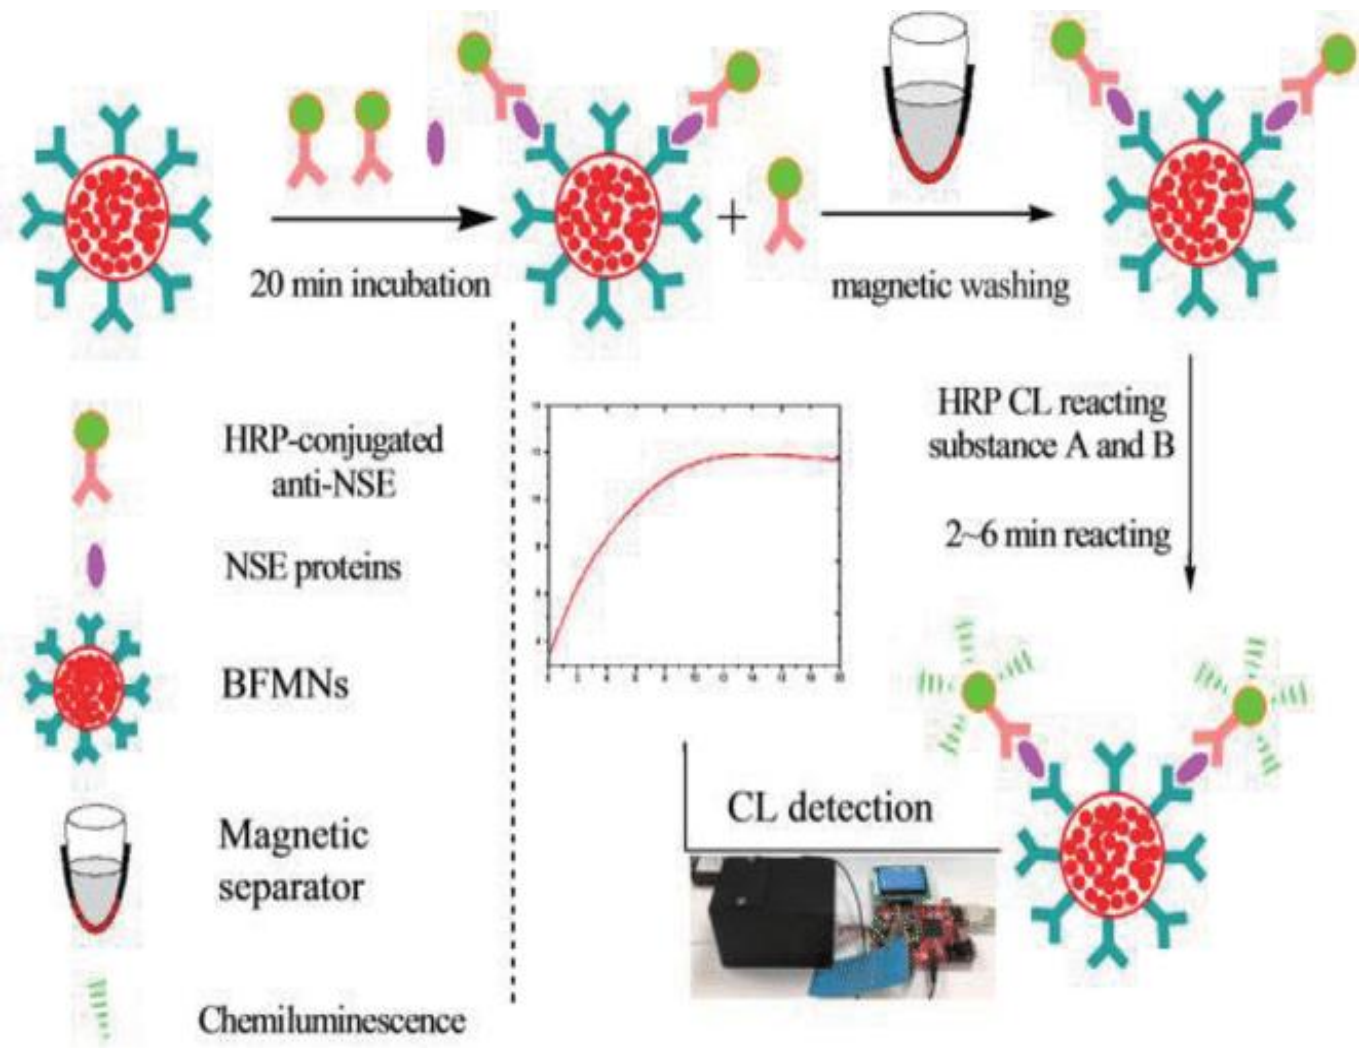 20 min incubation
magnetic washing
HRP-conjugated
anti-NSE
NSE proteins
BFMNs
Magnetic
separator
Chemiluminescence
HRP CL reacting
substance A and B
2~6 min reacting
CL detection